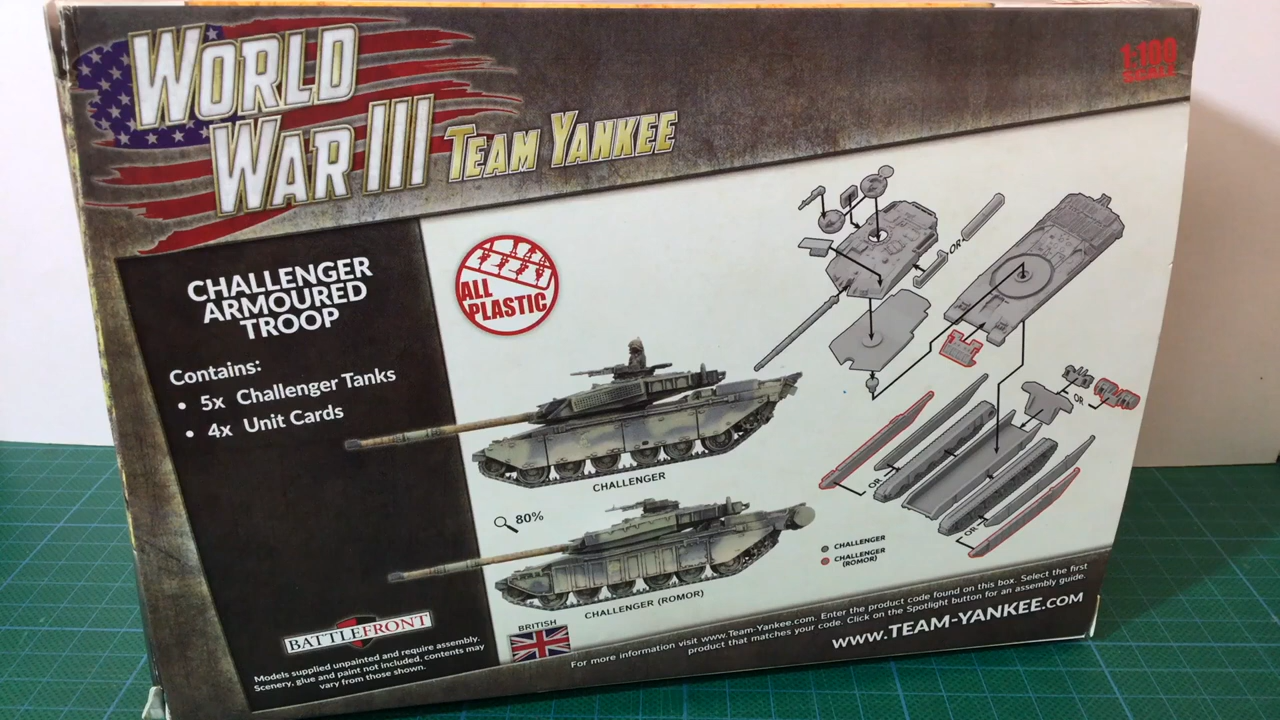 WORLD
WAR III TEAM YANKEE
1:100
SCALE
CHALLENGER
ARMOURED
TROOP
Contains:
• 5x Challenger Tanks
• 4x Unit Cards
ALL
PLASTIC
OR
OR
OR
OR
CHALLENGER
80%
CHALLENGER (ROMOR)
CHALLENGER
CHALLENGER
(ROMOR)
BATTLEFRONT
Models supplied unpainted and require assembly.
Scenery, glue and paint not included, contents may
vary from those shown.
BRITISH
For more information visit www.Team-Yankee.com. Enter the product code found on this box. Select the first
product that matches your code. Click on the Spotlight button for an assembly guide.
WWW.TEAM-YANKEE.COM